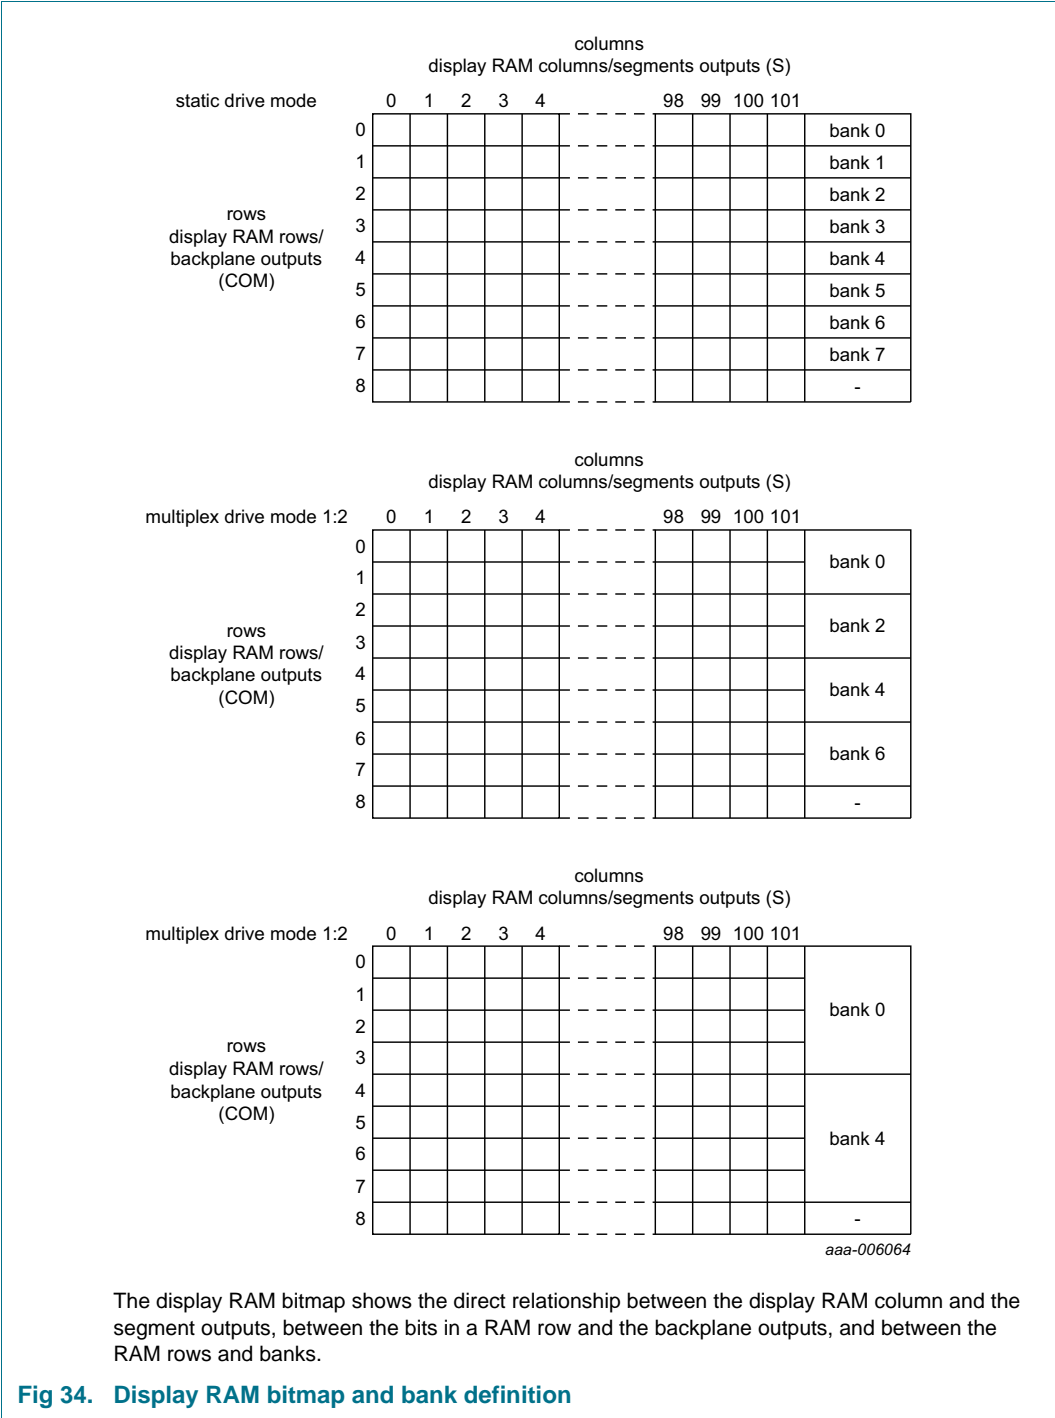 columns
display RAM columns/segments outputs (S)
static drive mode 0 1 2 3 4 98 99 100 101
0 bank 0
1 bank 1
2 bank 2
3 bank 3
4 bank 4
5 bank 5
6 bank 6
7 bank 7
8 -
rows
display RAM rows/
backplane outputs
(COM)
columns
display RAM columns/segments outputs (S)
multiplex drive mode 1:2 0 1 2 3 4 98 99 100 101
0
1
bank 0
2
3
bank 2
4
5
bank 4
6
7
bank 6
8 -
rows
display RAM rows/
backplane outputs
(COM)
columns
display RAM columns/segments outputs (S)
multiplex drive mode 1:2 0 1 2 3 4 98 99 100 101
0
1
2
3
bank 0
4
5
6
7
bank 4
8 -
rows
display RAM rows/
backplane outputs
(COM)
aaa-006064
The display RAM bitmap shows the direct relationship between the display RAM column and the
segment outputs, between the bits in a RAM row and the backplane outputs, and between the
RAM rows and banks.
Fig 34. Display RAM bitmap and bank definition